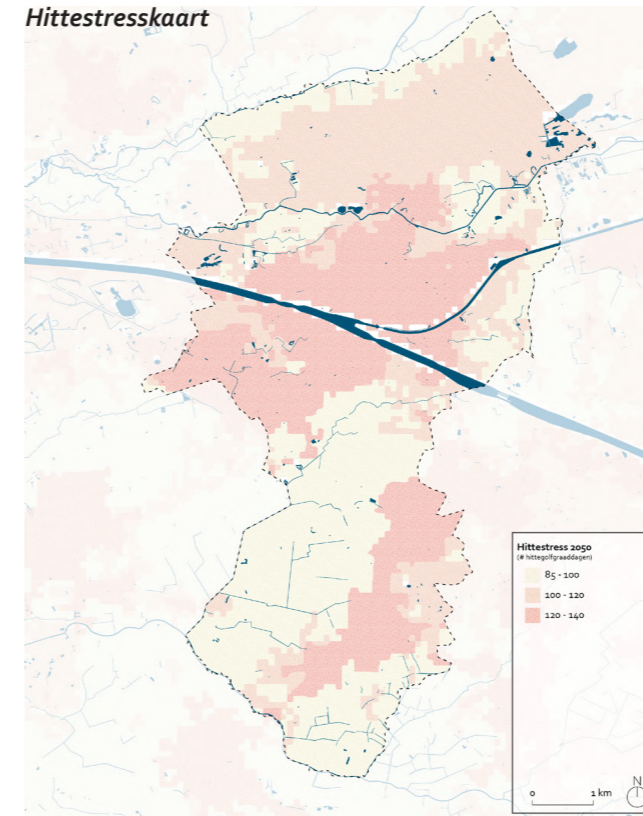 Hittestresskaart
Hittestress 2050
(# hittegolfgraaddagen)
85 - 100
100 - 120
120 - 140
N
0 1 km